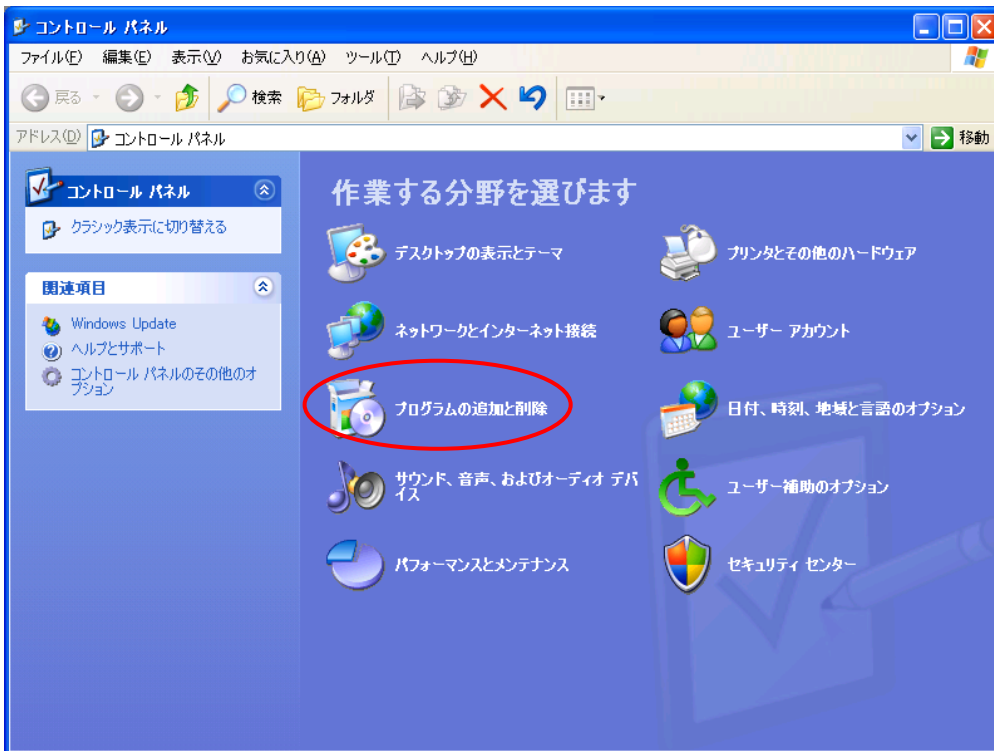 コントロール パネル
ファイル(F) 編集(E) 表示(V) お気に入り(A) ツール(T) ヘルプ(H)
戻る 検索 フォルダ
アドレス(D) コントロール パネル 移動
コントロール パネル
クラシック表示に切り替える
関連項目
Windows Update
ヘルプとサポート
コントロール パネルのその他のオ
プション
作業する分野を選びます
デスクトップの表示とテーマ
プリンタとその他のハードウェア
ネットワークとインターネット接続
ユーザー アカウント
プログラムの追加と削除
日付、時刻、地域と言語のオプション
サウンド、音声、およびオーディオ デバ
イス
ユーザー補助のオプション
パフォーマンスとメンテナンス
セキュリティ センター